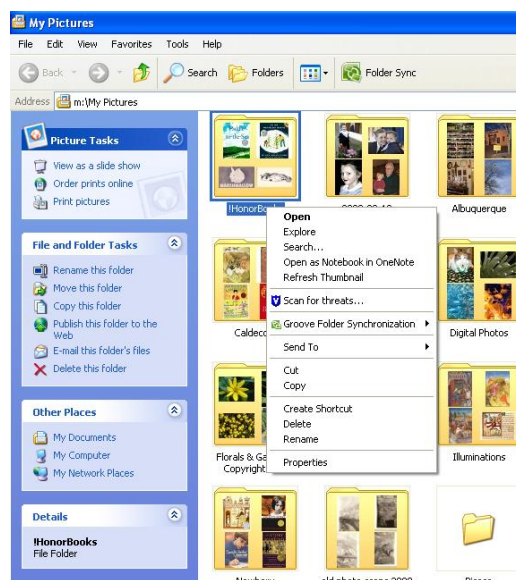 My Pictures
File Edit View Favorites Tools Help
Back Search Folders Folder Sync
Address m:\My Pictures
Picture Tasks
View as a slide show
Order prints online
Print pictures
File and Folder Tasks
Rename this folder
Move this folder
Copy this folder
Publish this folder to the
Web
E-mail this folder's files
Delete this folder
Other Places
My Documents
My Computer
My Network Places
Details
!HonorBooks
File Folder
Albuquerque
Open
Explore
Search...
Open as Notebook in OneNote
Refresh Thumbnail
Scan for threats...
Groove Folder Synchronization
Send To
Cut
Copy
Create Shortcut
Delete
Rename
Properties
Digital Photos
Florals &
Copyright
Illuminations